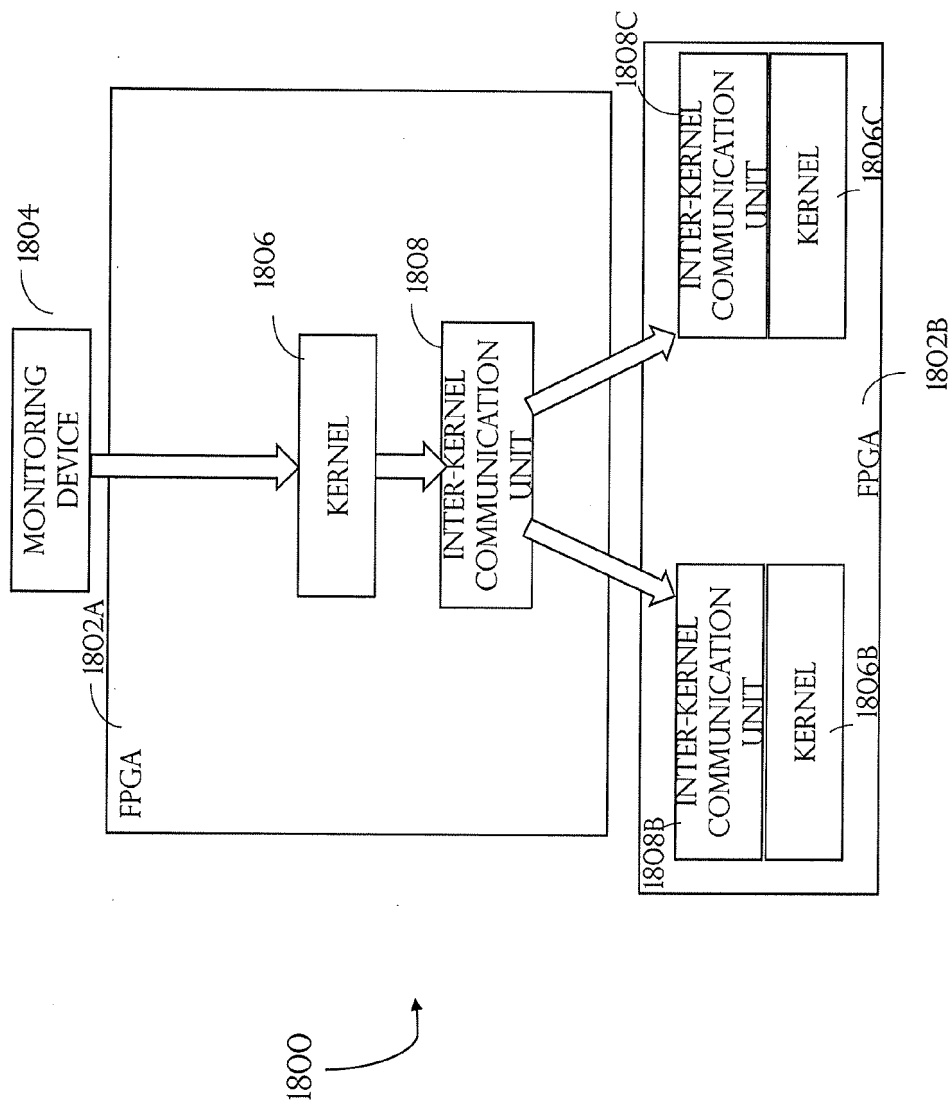 1804
MONITORING
DEVICE
1802A
FPGA
1806
KERNEL
1808
INTER-KERNEL
COMMUNICATION
UNIT
1808B
INTER-KERNEL
COMMUNICATION
UNIT
KERNEL
1806B
1808C
INTER-KERNEL
COMMUNICATION
UNIT
KERNEL
1806C
FPGA
1802B
1800